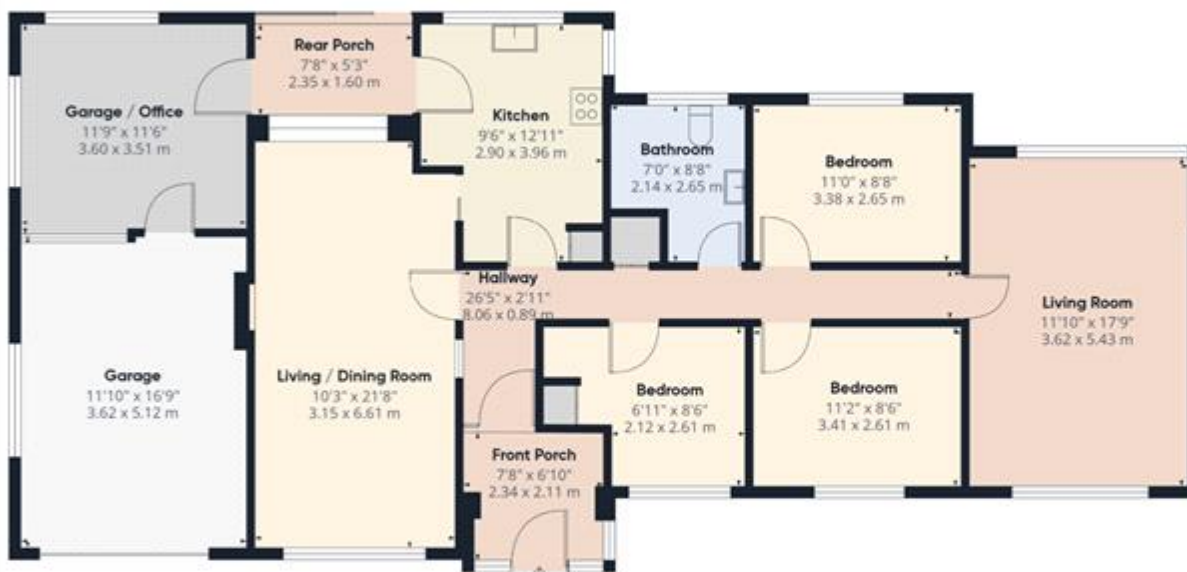 Rear Porch
7'8" x 5'3"
2.35 x 1.60 m
Garage / Office
11'9" x 11'6"
3.60 x 3.51 m
Kitchen
9'6" x 12'11"
2.90 x 3.96 m
Bathroom
7'0" x 8'8"
2.14 x 2.65 m
Bedroom
11'0" x 8'8"
3.38 x 2.65 m
Hallway
26'5" x 2'11"
8.06 x 0.89 m
Living Room
11'10" x 17'9"
3.62 x 5.43 m
Garage
11'10" x 16'9"
3.62 x 5.12 m
Living / Dining Room
10'3" x 21'8"
3.15 x 6.61 m
Bedroom
6'11" x 8'6"
2.12 x 2.61 m
Bedroom
11'2" x 8'6"
3.41 x 2.61 m
Front Porch
7'8" x 6'10"
2.34 x 2.11 m